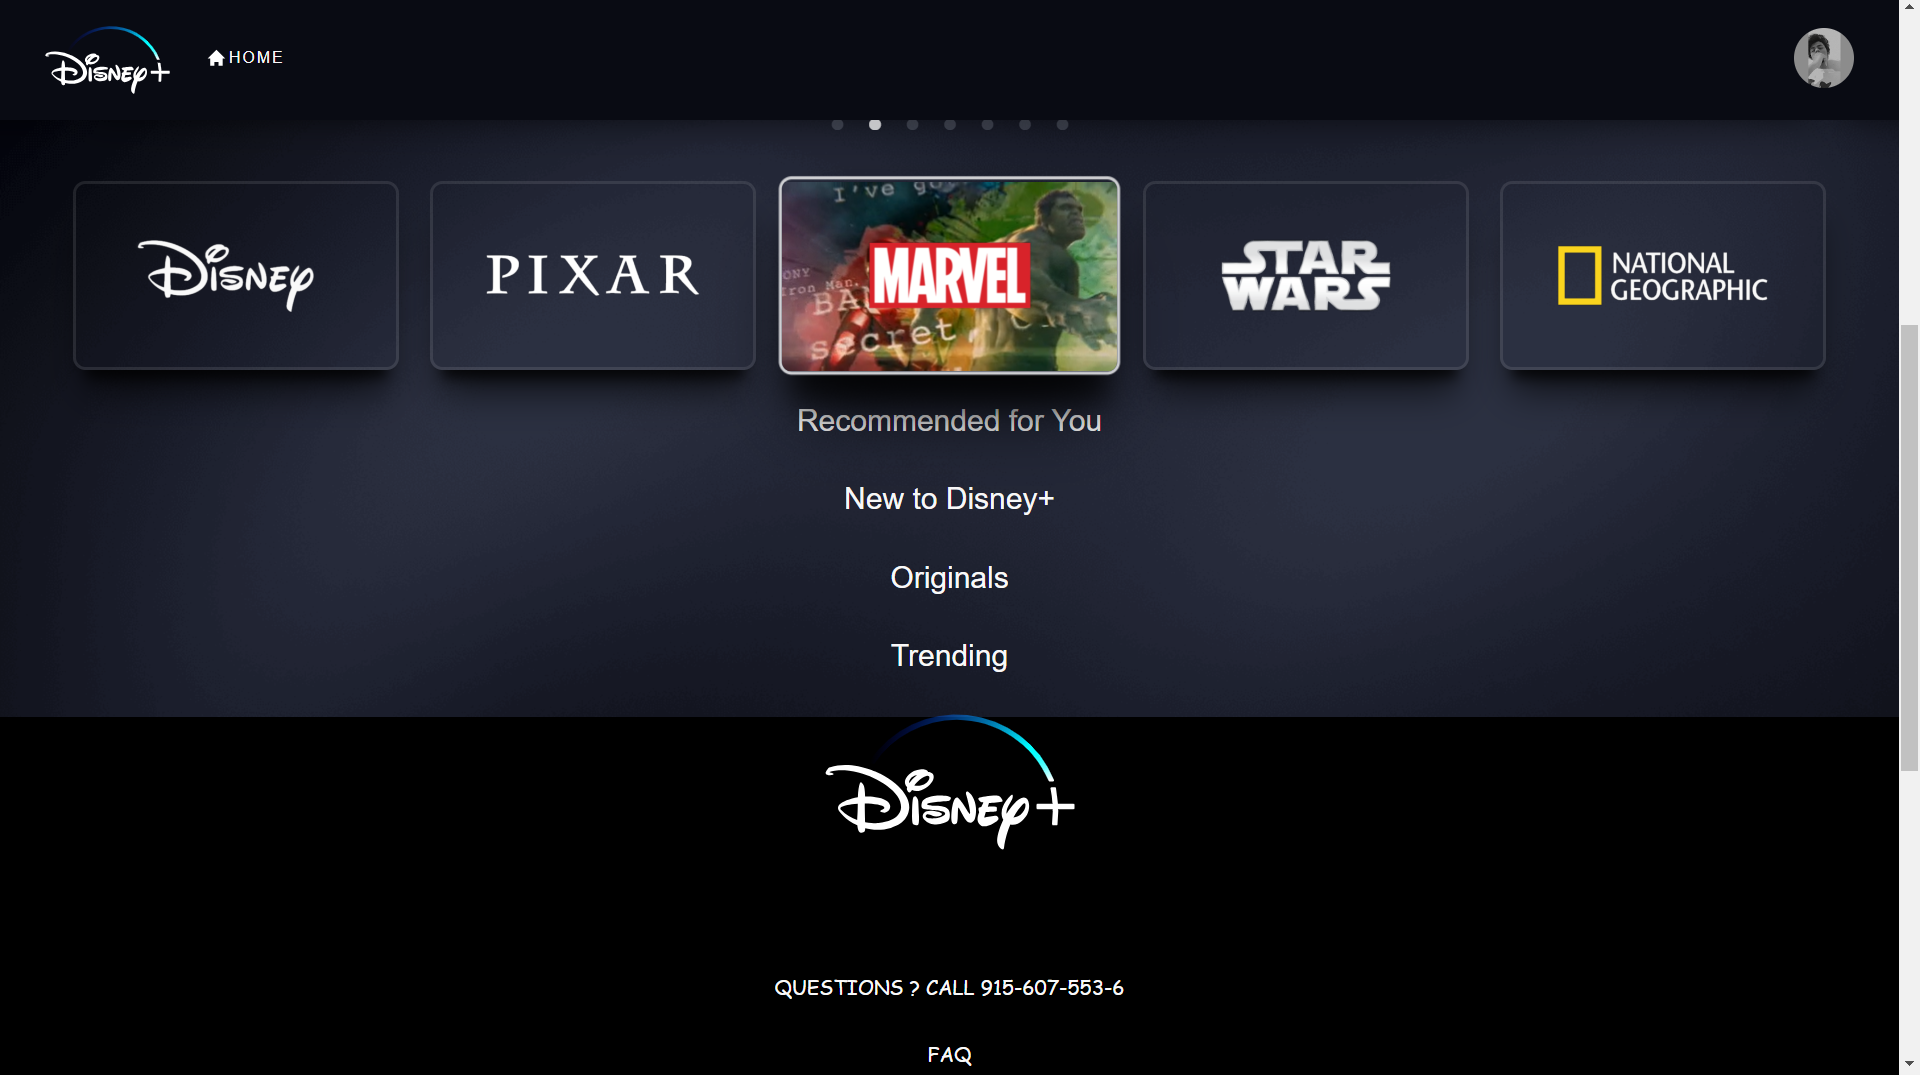 Disney+
HOME
I've go
ONY
Iron Man.
BA
secret,
Disney
PIXAR
MARVEL
STAR
WARS
NATIONAL
GEOGRAPHIC
Recommended for You
New to Disney+
Originals
Trending
Disney+
QUESTIONS ? CALL 915-607-553-6
FAQ